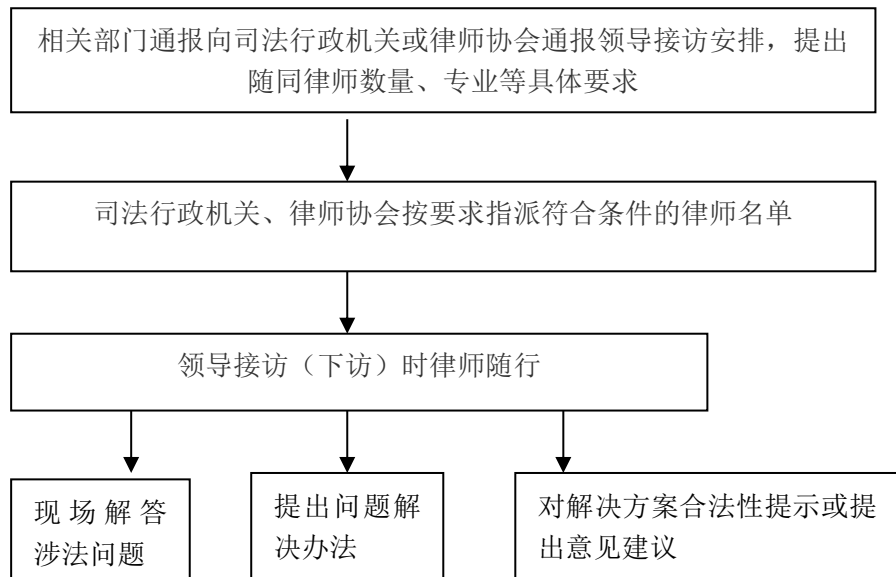 相关部门通报向司法行政机关或律师协会通报领导接访安排，提出
随同律师数量、专业等具体要求
司法行政机关、律师协会按要求指派符合条件的律师名单
领导接访（下访）时律师随行
现场解答
涉法问题
提出问题解
决办法
对解决方案合法性提示或提
出意见建议